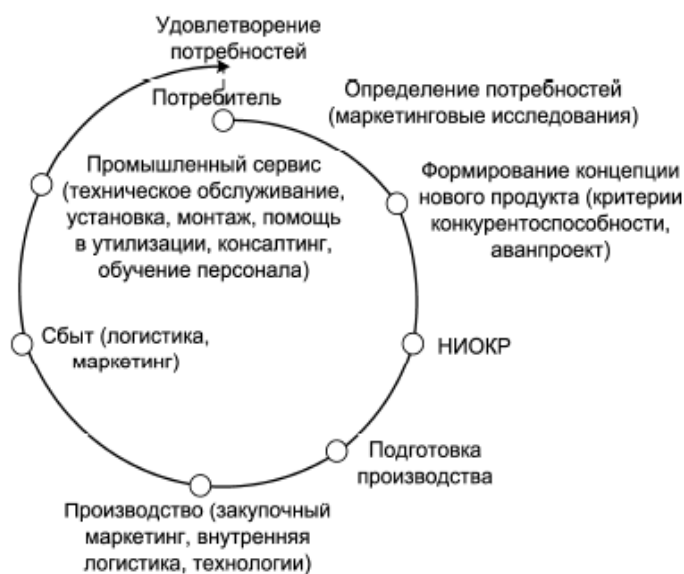 Удовлетворение
потребностей
Потребитель
Определение потребностей
(маркетинговые исследования)
Формирование концепции
нового продукта (критерии
конкурентоспособности,
аванпроект)
НИОКР
Подготовка
производства
Производство (закупочный
маркетинг, внутренняя
логистика, технологии)
Сбыт (логистика,
маркетинг)
Промышленный сервис
(техническое обслуживание,
установка, монтаж, помощь
в утилизации, консалтинг,
обучение персонала)